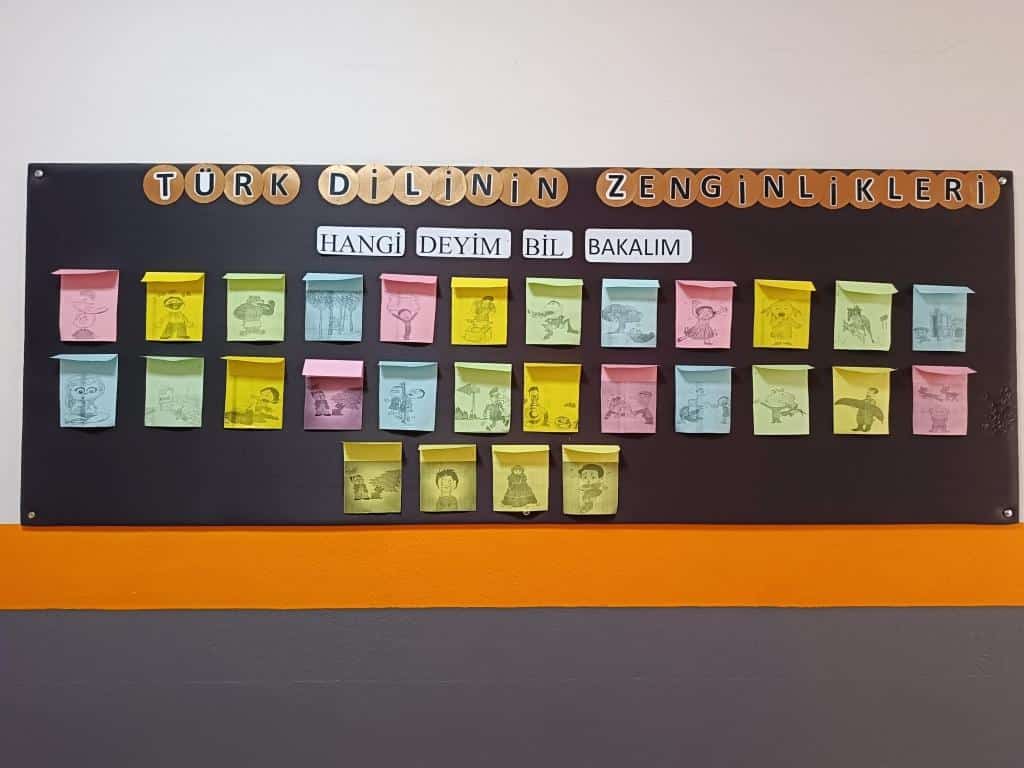 TÜRK DİLİNİN ZENGİNLİKLERİ
HANGİ DEYİM BİL BAKALIM